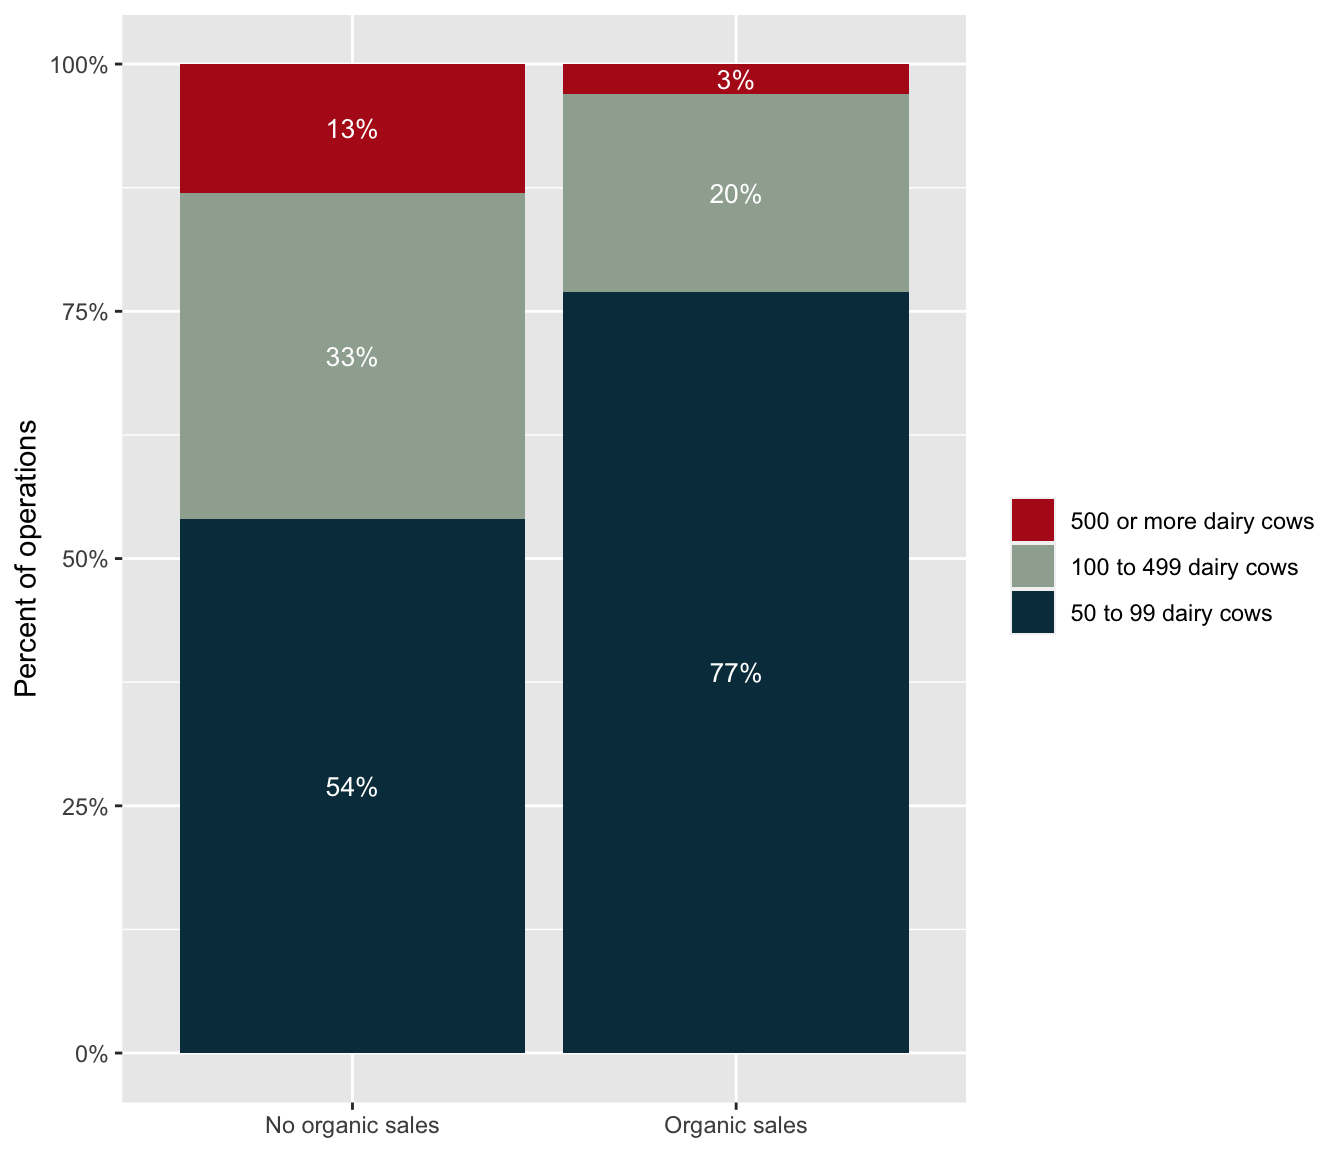 100%
75%
50%
25%
0%
Percent of operations
13%
33%
54%
3%
20%
77%
No organic sales
Organic sales
500 or more dairy cows
100 to 499 dairy cows
50 to 99 dairy cows